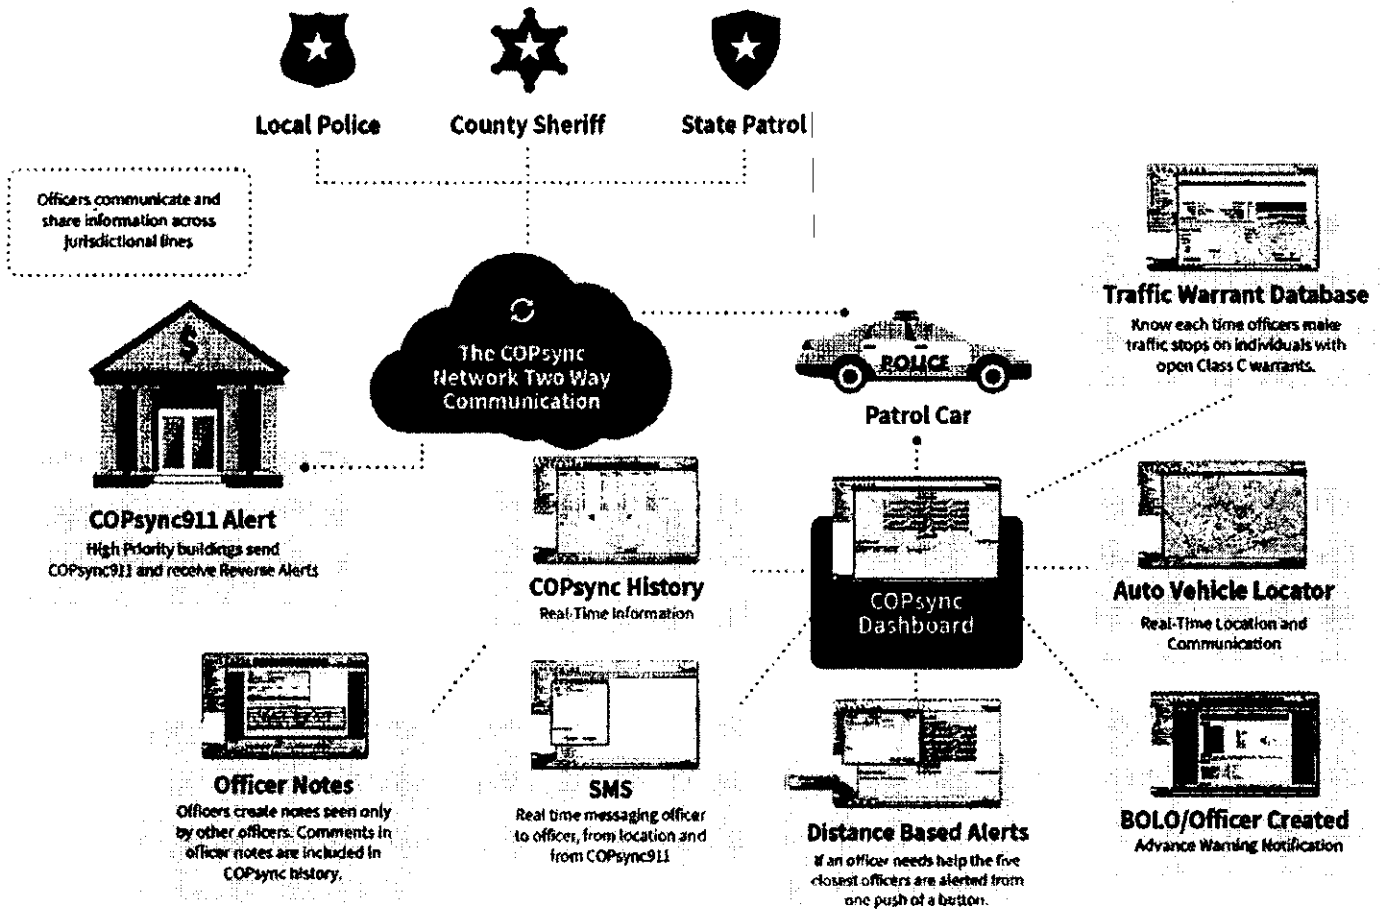 Local Police
County Sheriff
State Patrol
Officers communicate and
share information across
jurisdictional lines
The COPsync
Network Two Way
Communication
$
POLICE
Patrol Car
Traffic Warrant Database
Know each time officers make
traffic stops on individuals with
open Class C warrants.
COPsync911 Alert
High Priority buildings send
COPsync911 and receive Reverse Alerts
COPsync History
Real-Time Information
COPsync
Dashboard
Auto Vehicle Locator
Real-Time Location and
Communication
Officer Notes
Officers create notes seen only
by other officers. Comments in
officer notes are included in
COPsync history.
SMS
Real time messaging officer
to officer, from location and
from COPsync911
Distance Based Alerts
If an officer needs help the five
closest officers are alerted from
one push of a button.
BOLO/Officer Created
Advance Warning Notification